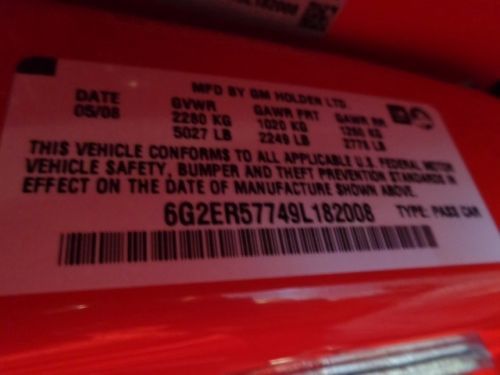 L182008
MFD BY GM HOLDEN LTD.
DATE GVWR GAWR FRT GAWR RR
05/08 2280 KG 1020 KG 1260 KG
5027 LB 2249 LB 2778 LB
THIS VEHICLE CONFORMS TO ALL APPLICABLE U.S. FEDERAL MOTOR
VEHICLE SAFETY, BUMPER AND THEFT PREVENTION STANDARDS IN
EFFECT ON THE DATE OF MANUFACTURE SHOWN ABOVE.
6G2ER57749L182008 TYPE: PASS CAR